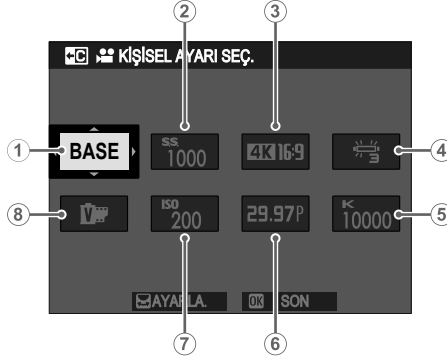 2 3
C KİŞİSEL AYARI SEÇ.
1 BASE S.S. 1000 4K 16:9 3 4
8 V ISO 200 29.97P K 10000 5
AYARLA. OK SON
7 6